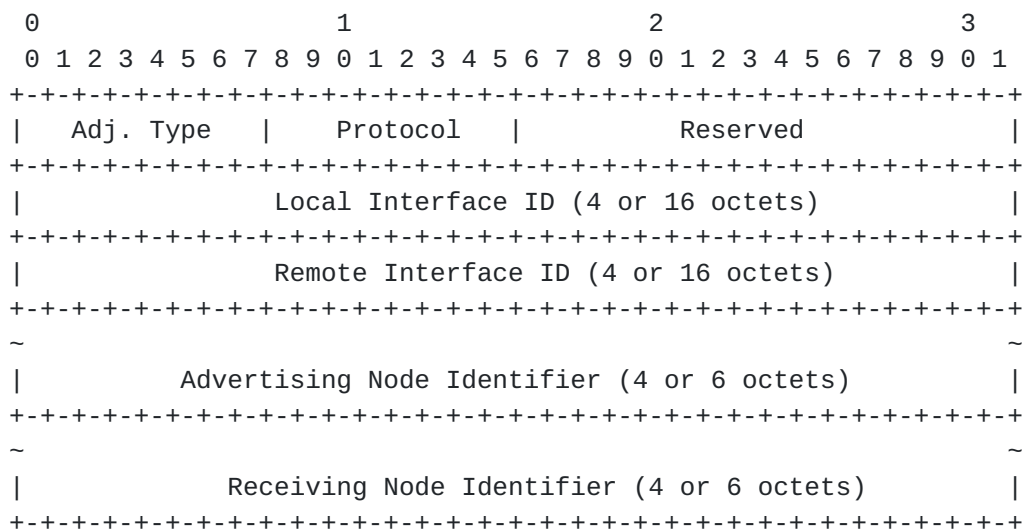 0                   1                   2                   3
 0 1 2 3 4 5 6 7 8 9 0 1 2 3 4 5 6 7 8 9 0 1 2 3 4 5 6 7 8 9 0 1
+-+-+-+-+-+-+-+-+-+-+-+-+-+-+-+-+-+-+-+-+-+-+-+-+-+-+-+-+-+-+-+-+
|   Adj. Type   |    Protocol   |          Reserved             |
+-+-+-+-+-+-+-+-+-+-+-+-+-+-+-+-+-+-+-+-+-+-+-+-+-+-+-+-+-+-+-+-+
|                Local Interface ID (4 or 16 octets)            |
+-+-+-+-+-+-+-+-+-+-+-+-+-+-+-+-+-+-+-+-+-+-+-+-+-+-+-+-+-+-+-+-+
|                Remote Interface ID (4 or 16 octets)           |
+-+-+-+-+-+-+-+-+-+-+-+-+-+-+-+-+-+-+-+-+-+-+-+-+-+-+-+-+-+-+-+-+
~                                                               ~
|          Advertising Node Identifier (4 or 6 octets)          |
+-+-+-+-+-+-+-+-+-+-+-+-+-+-+-+-+-+-+-+-+-+-+-+-+-+-+-+-+-+-+-+-+
~                                                               ~
|             Receiving Node Identifier (4 or 6 octets)         |
+-+-+-+-+-+-+-+-+-+-+-+-+-+-+-+-+-+-+-+-+-+-+-+-+-+-+-+-+-+-+-+-+